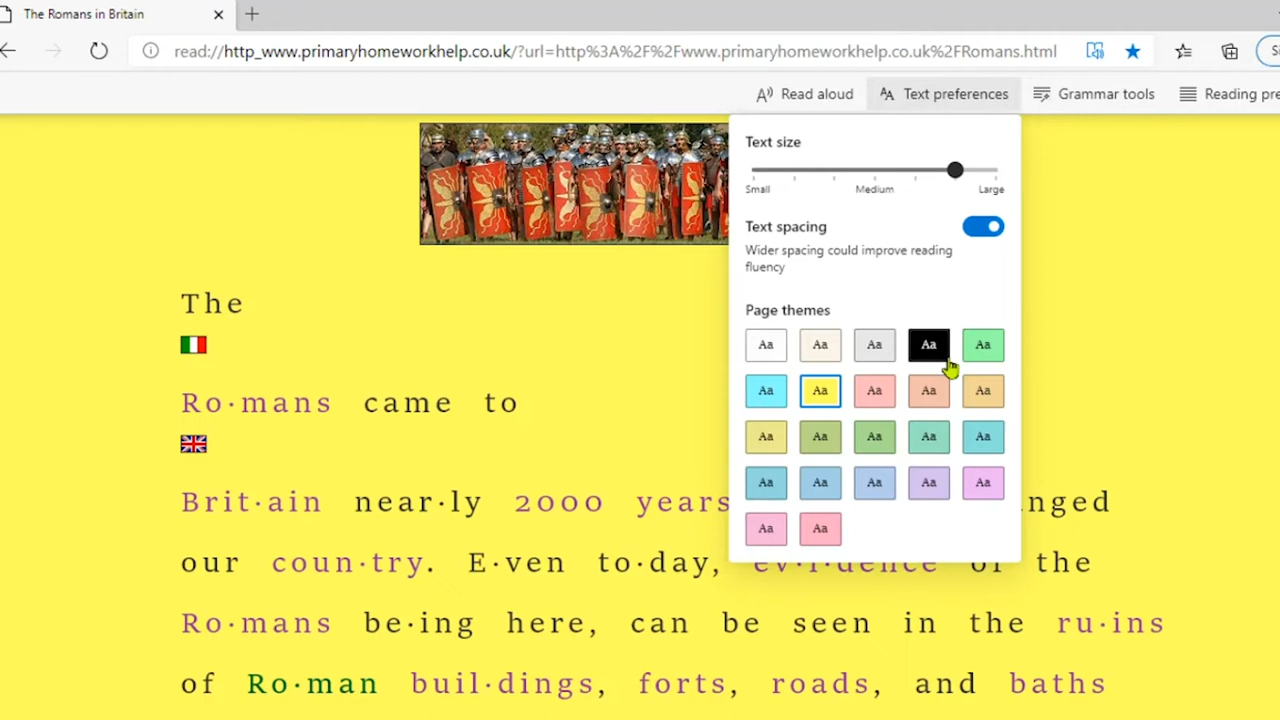 The Romans in Britain
read://http_www.primaryhomeworkhelp.co.uk/?url=http%3A%2F%2Fwww.primaryhomeworkhelp.co.uk%2FRomans.html
Read aloud
Text preferences
Grammar tools
Reading pre
Text size
Small Medium Large
Text spacing
Wider spacing could improve reading
fluency
Page themes
Aa Aa Aa Aa Aa
Aa Aa Aa Aa Aa
Aa Aa Aa Aa Aa
Aa Aa Aa Aa Aa
Aa Aa
The
Ro·mans came to
Brit·ain near·ly 2000 years nged
our coun·try. E·ven to·day, ev·i·dence of the
Ro·mans be·ing here, can be seen in the ru·ins
of Ro·man buil·dings, forts, roads, and baths